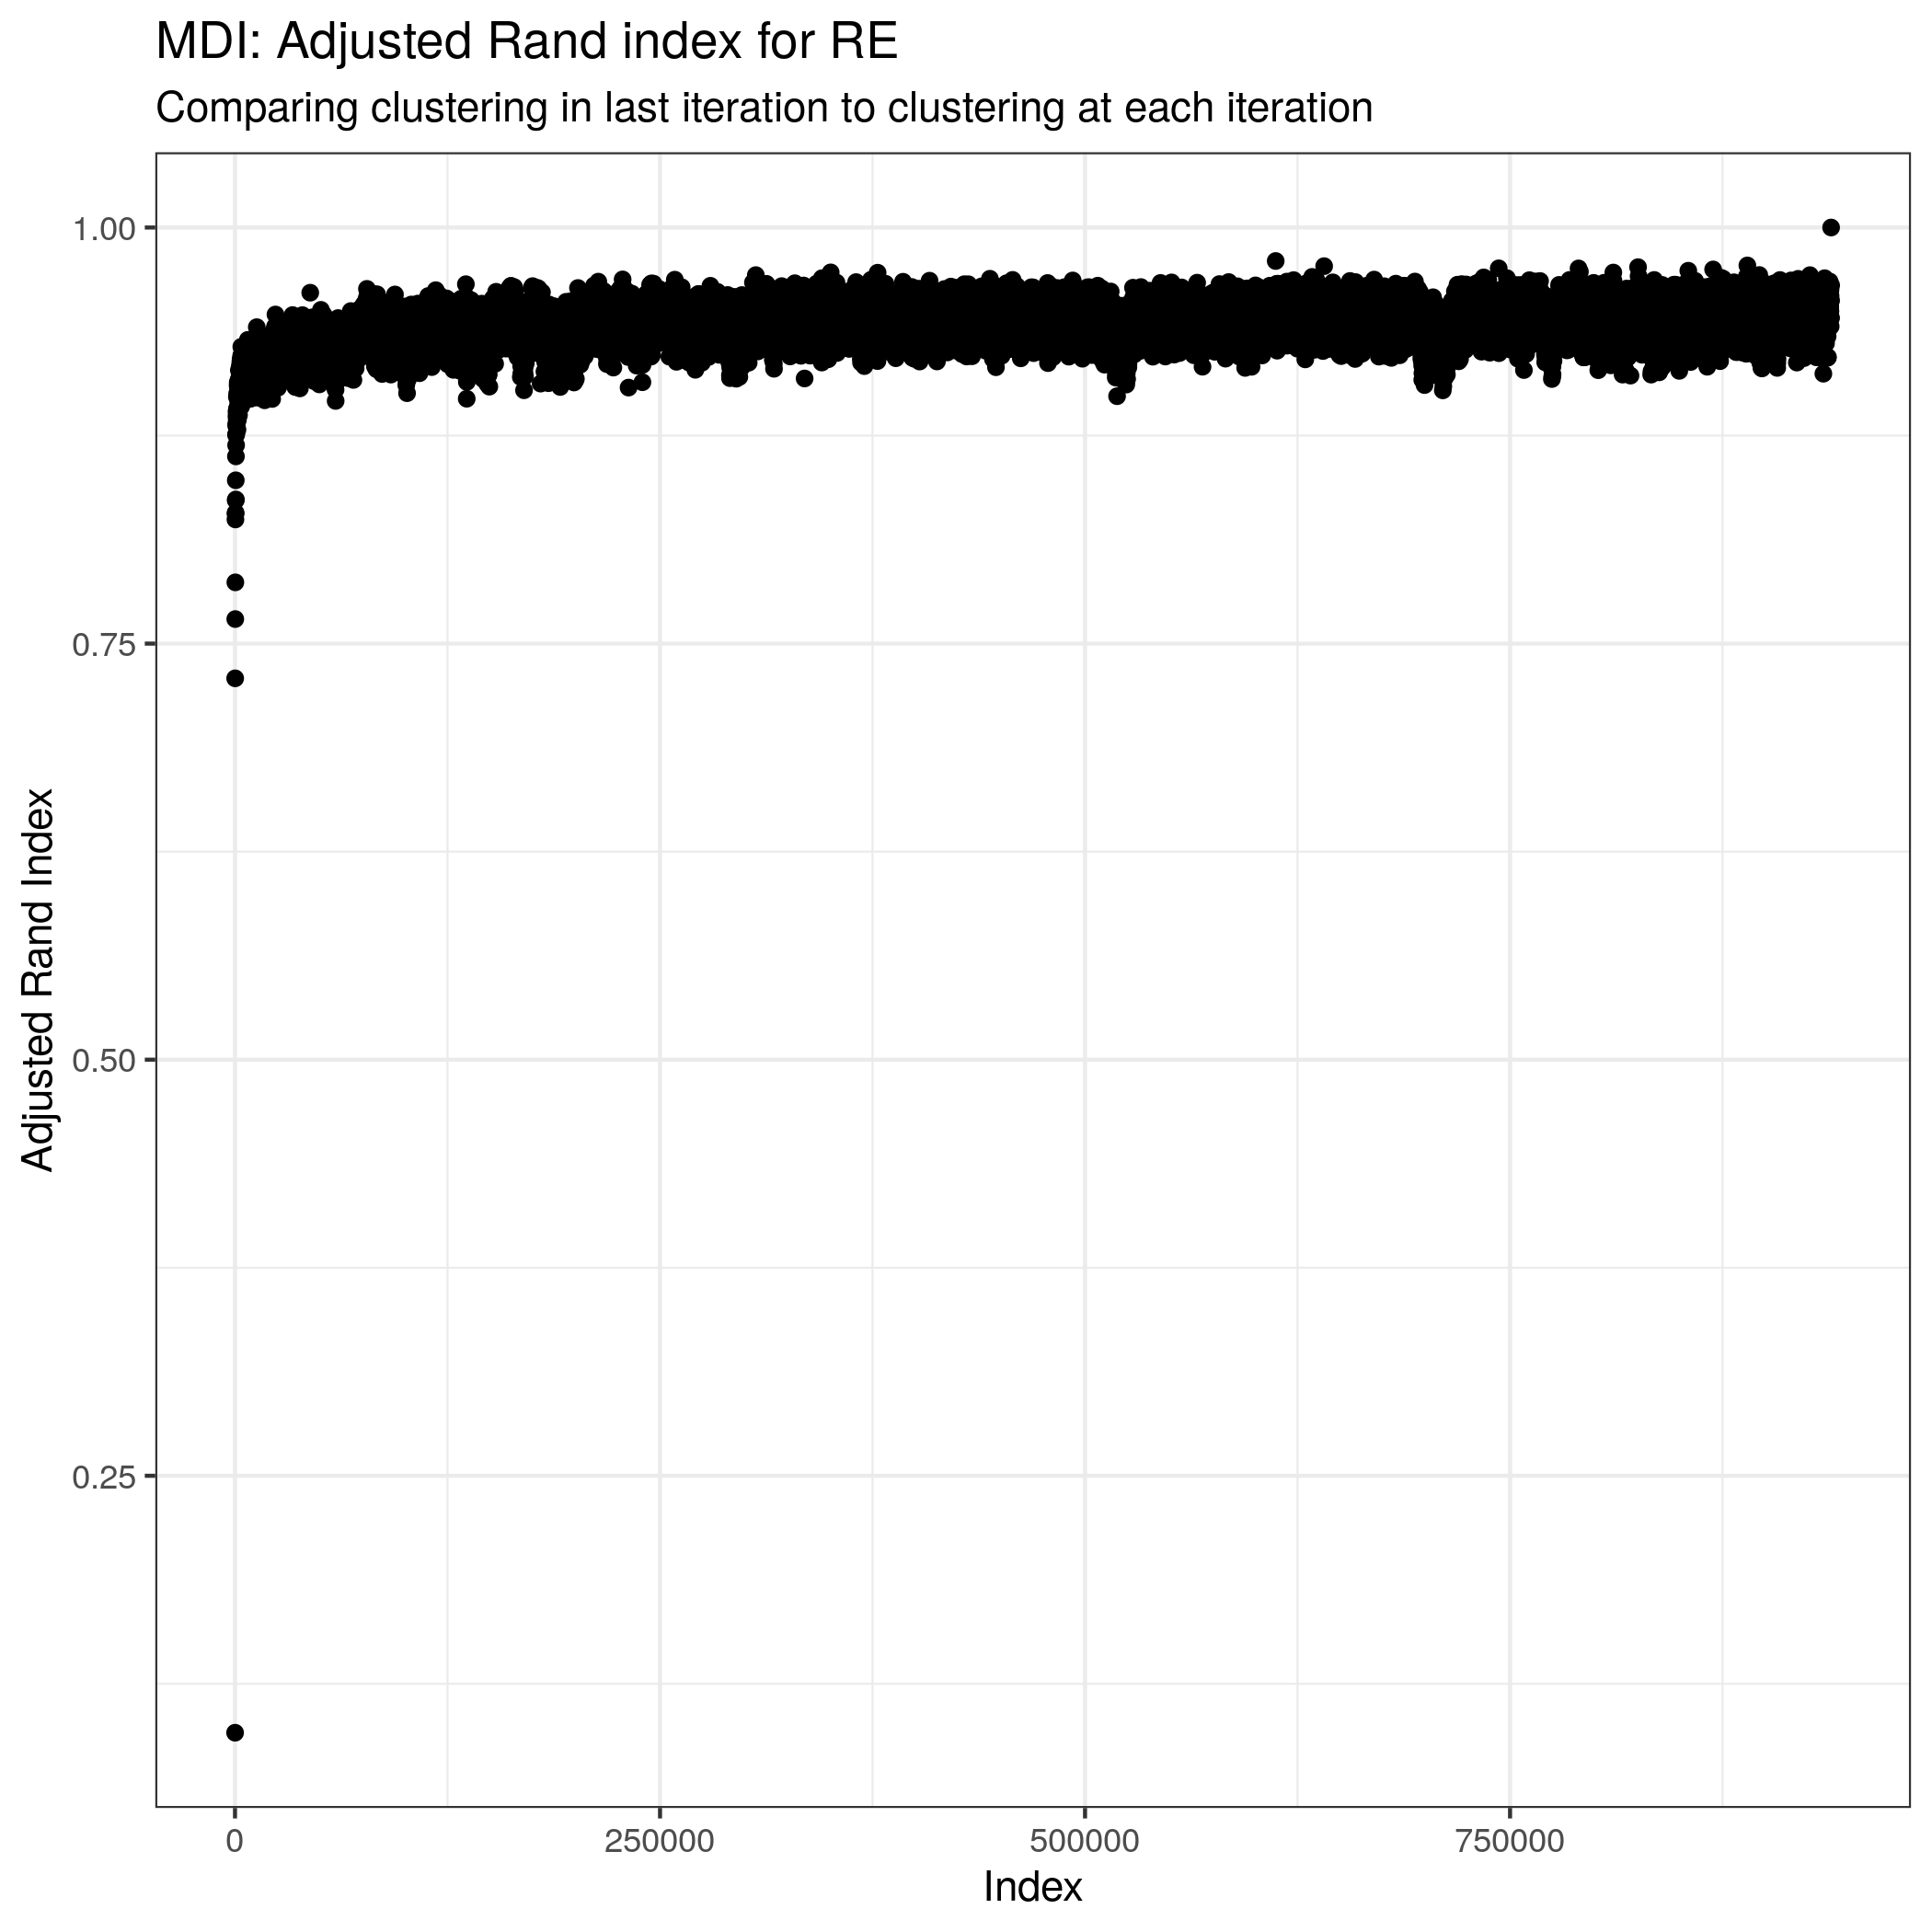 MDI: Adjusted Rand index for RE
Comparing clustering in last iteration to clustering at each iteration
Adjusted Rand Index
1.00
0.75
0.50
0.25
0
250000
500000
750000
Index